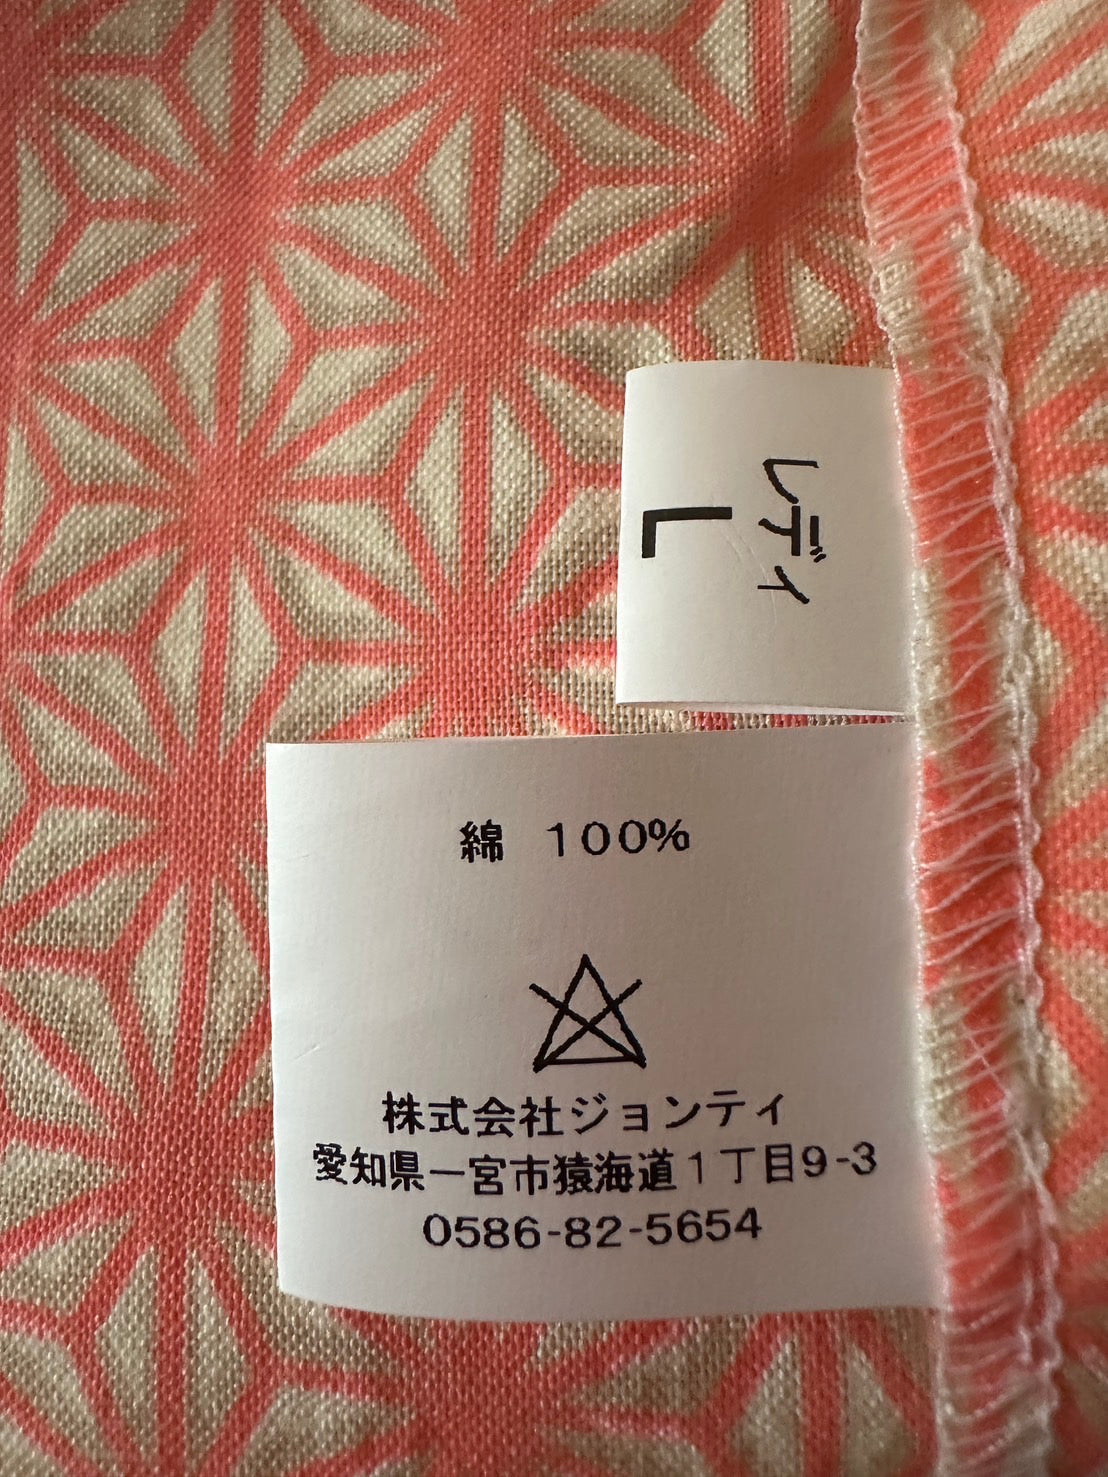 レディ
L
綿 100%
株式会社ジョンティ
愛知県一宮市猿海道1丁目9-3
0586-82-5654